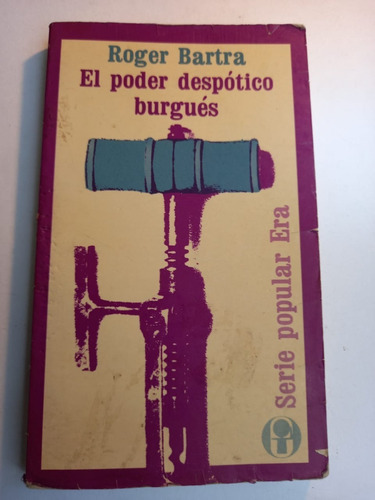 Roger Bartra
El poder despótico
burgués
Serie popular Era